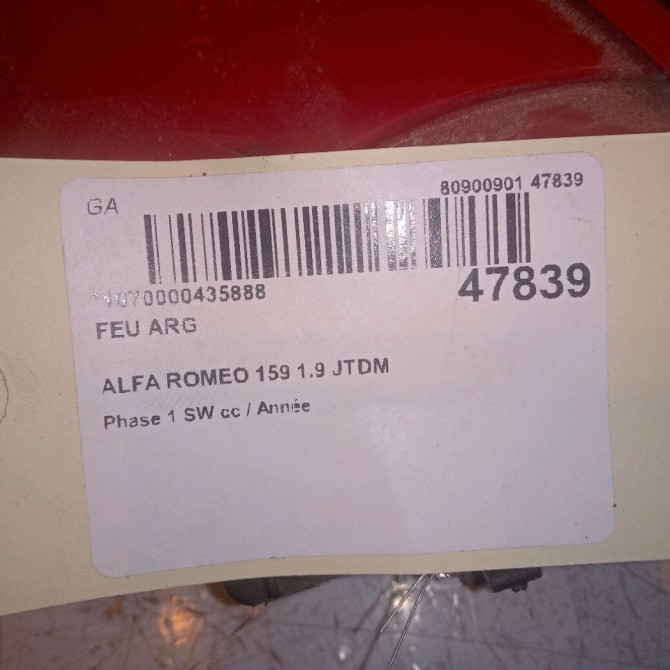 GA
80900901 47839
47839
FEU ARG
ALFA ROMEO 159 1.9 JTDM
Phase 1 SW cc / Année